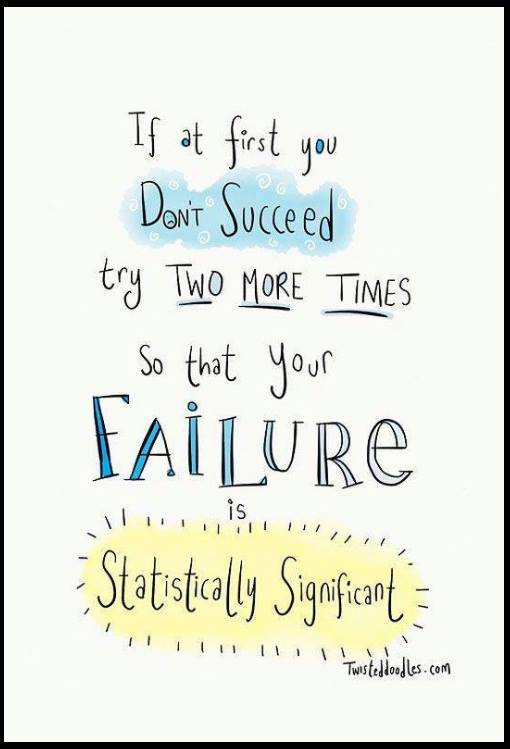 If at first you
Don't Succeed
try Two More Times
So that your
Failure
is
Statistically Significant
Twisteddoodles.com